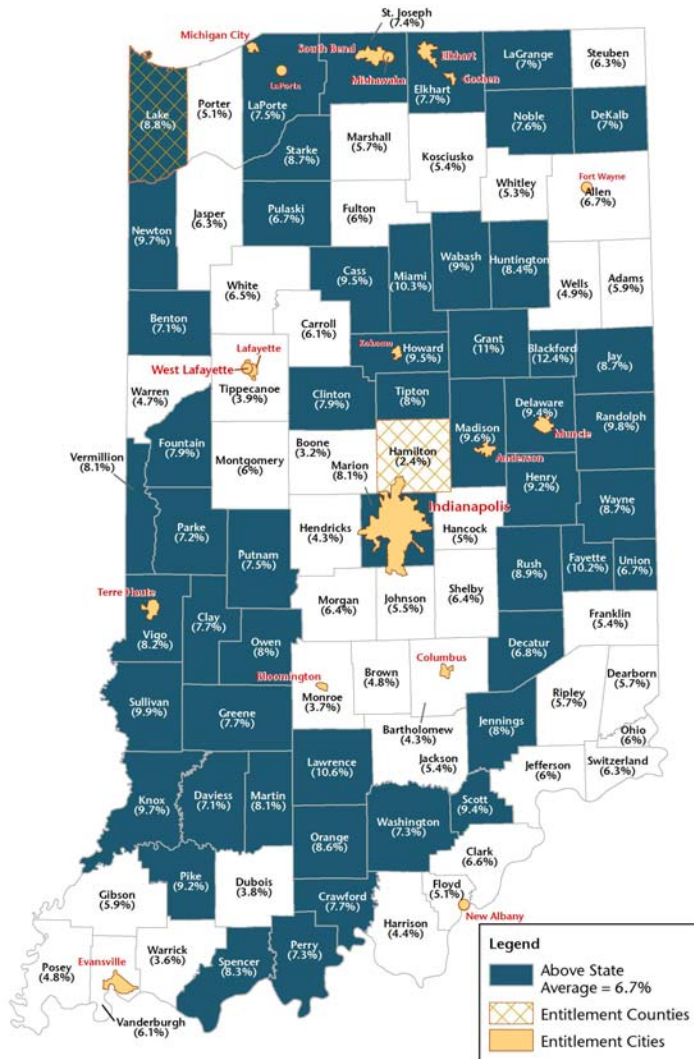 St. Joseph
(7.4%)
Michigan City
South Bend
Elkhart
LaGrange
(7%)
Steuben
(6.3%)
LaPorte
Mishawaka
Goshen
Elkhart
(7.7%)
Lake
(8.8%)
Porter
(5.1%)
LaPorte
(7.5%)
Noble
(7.6%)
DeKalb
(7%)
Marshall
(5.7%)
Starke
(8.7%)
Kosciusko
(5.4%)
Whitley
(5.3%)
Fort Wayne
Allen
(6.7%)
Jasper
(6.3%)
Pulaski
(6.7%)
Fulton
(6%)
Newton
(9.7%)
Cass
(9.5%)
Miami
(10.3%)
Wabash
(9%)
Huntington
(8.4%)
Wells
(4.9%)
Adams
(5.9%)
White
(6.5%)
Benton
(7.1%)
Carroll
(6.1%)
Kokomo
Howard
(9.5%)
Grant
(11%)
Blackford
(12.4%)
Jay
(8.7%)
Lafayette
West Lafayette
Tippecanoe
(3.9%)
Warren
(4.7%)
Clinton
(7.9%)
Tipton
(8%)
Delaware
(9.4%)
Muncie
Randolph
(9.8%)
Madison
(9.6%)
Anderson
Fountain
(7.9%)
Vermillion
(8.1%)
Montgomery
(6%)
Boone
(3.2%)
Hamilton
(2.4%)
Marion
(8.1%)
Henry
(9.2%)
Wayne
(8.7%)
Indianapolis
Hancock
(5%)
Parke
(7.2%)
Putnam
(7.5%)
Hendricks
(4.3%)
Rush
(8.9%)
Fayette
(10.2%)
Union
(6.7%)
Terre Haute
Vigo
(8.2%)
Clay
(7.7%)
Owen
(8%)
Morgan
(6.4%)
Johnson
(5.5%)
Shelby
(6.4%)
Franklin
(5.4%)
Decatur
(6.8%)
Bloomington
Monroe
(3.7%)
Brown
(4.8%)
Columbus
Bartholomew
(4.3%)
Dearborn
(5.7%)
Ripley
(5.7%)
Sullivan
(9.9%)
Greene
(7.7%)
Jennings
(8%)
Ohio
(6%)
Switzerland
(6.3%)
Jackson
(5.4%)
Jefferson
(6%)
Lawrence
(10.6%)
Knox
(9.7%)
Daviess
(7.1%)
Martin
(8.1%)
Washington
(7.3%)
Scott
(9.4%)
Orange
(8.6%)
Clark
(6.6%)
Pike
(9.2%)
Dubois
(3.8%)
Crawford
(7.7%)
Floyd
(5.1%)
New Albany
Gibson
(5.9%)
Harrison
(4.4%)
Perry
(7.3%)
Spencer
(8.3%)
Warrick
(3.6%)
Evansville
Posey
(4.8%)
Vanderburgh
(6.1%)
Legend
Above State
Average = 6.7%
Entitlement Counties
Entitlement Cities